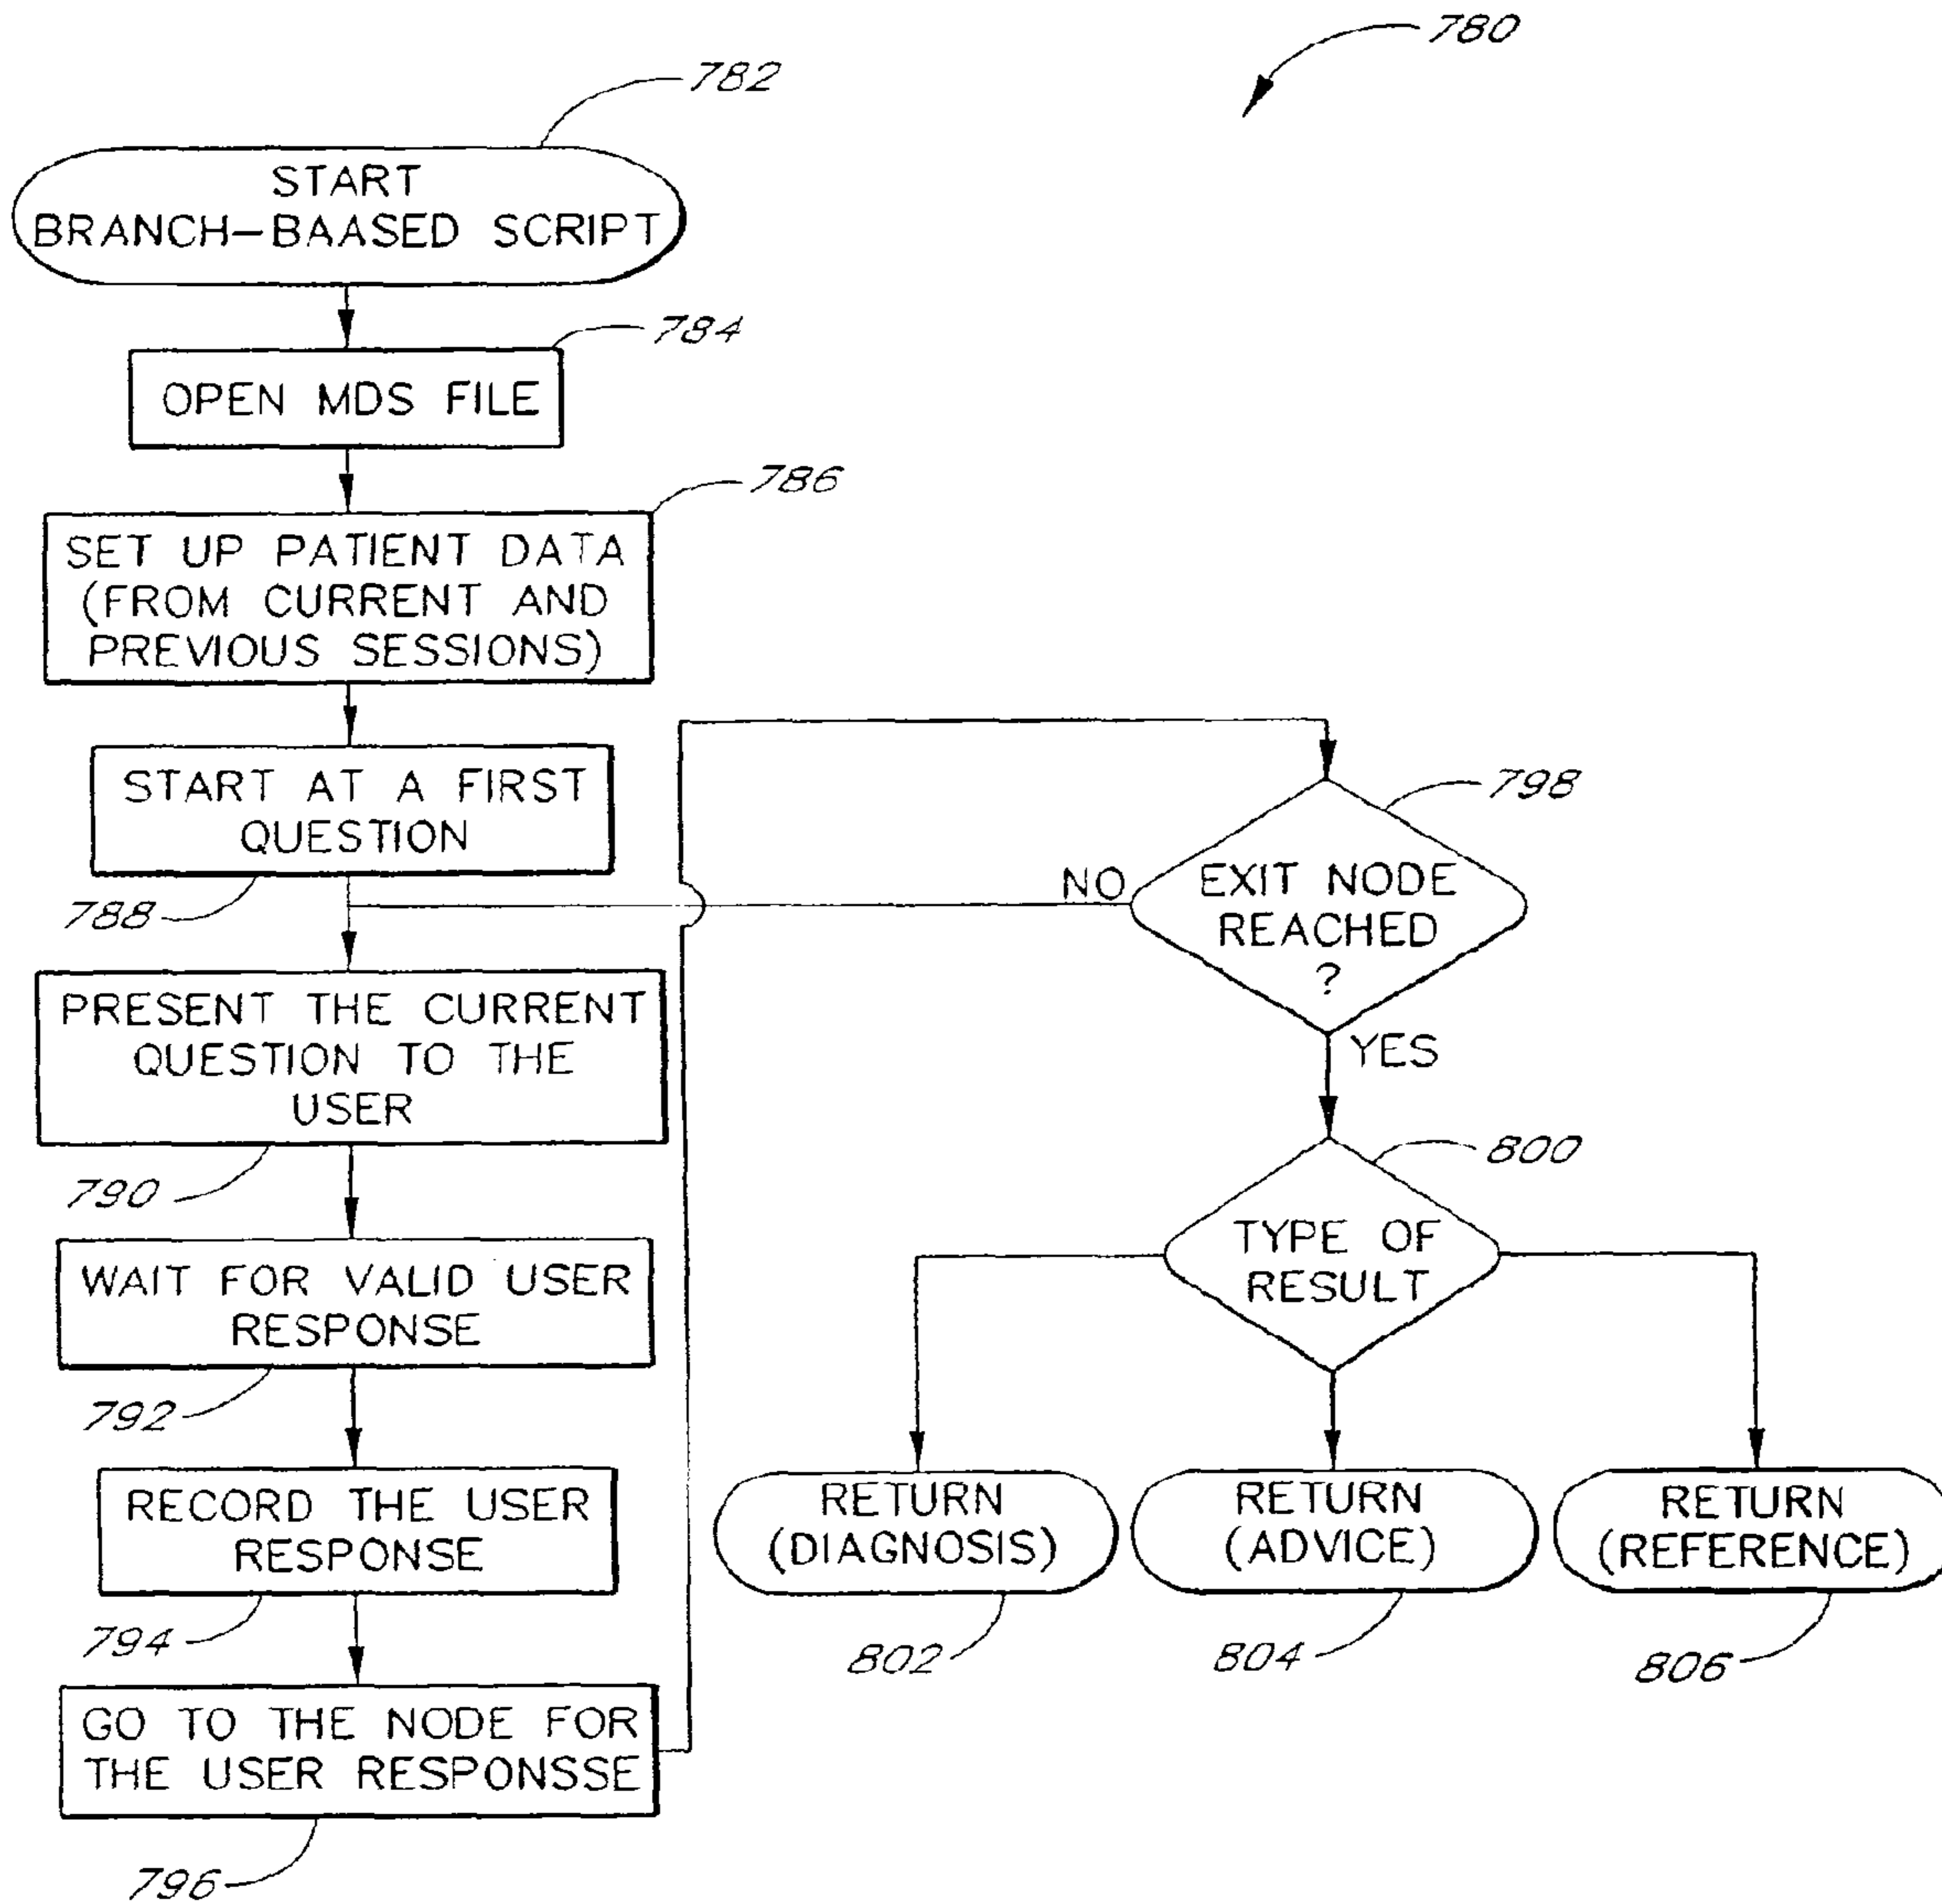 780
782
START
BRANCH-BAASED SCRIPT
784
OPEN MDS FILE
786
SET UP PATIENT DATA
(FROM CURRENT AND
PREVIOUS SESSIONS)
START AT A FIRST
QUESTION
788
PRESENT THE CURRENT
QUESTION TO THE
USER
790
WAIT FOR VALID USER
RESPONSE
792
RECORD THE USER
RESPONSE
794
GO TO THE NODE FOR
THE USER RESPONSSE
796
798
EXIT NODE
REACHED
?
NO
YES
800
TYPE OF
RESULT
RETURN
(DIAGNOSIS)
802
RETURN
(ADVICE)
804
RETURN
(REFERENCE)
806